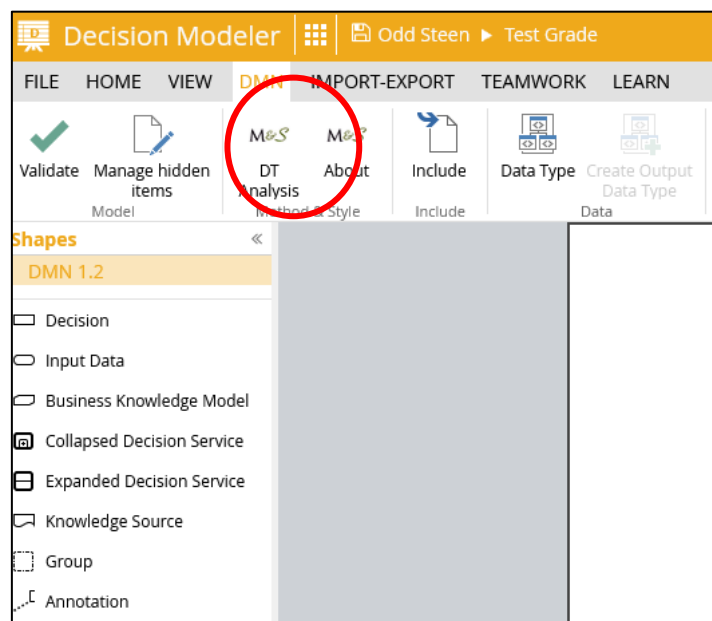 Decision Modeler Odd Steen ▶ Test Grade
FILE HOME VIEW DMN IMPORT-EXPORT TEAMWORK LEARN
M&S M&S
Validate Manage hidden items DT Analysis About Include Data Type Create Output Data Type
Model Method & Style Include Data
Shapes «
DMN 1.2
Decision
Input Data
Business Knowledge Model
Collapsed Decision Service
Expanded Decision Service
Knowledge Source
Group
Annotation